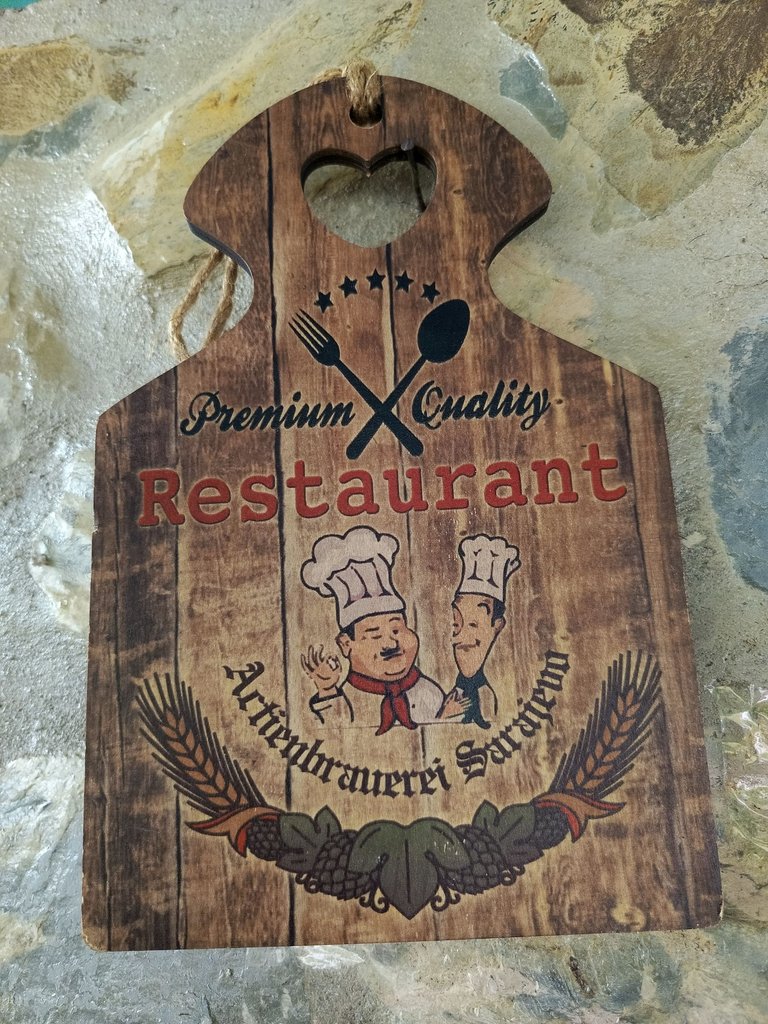 Premium Quality
Restaurant
Actienbrauerei Sarajevo